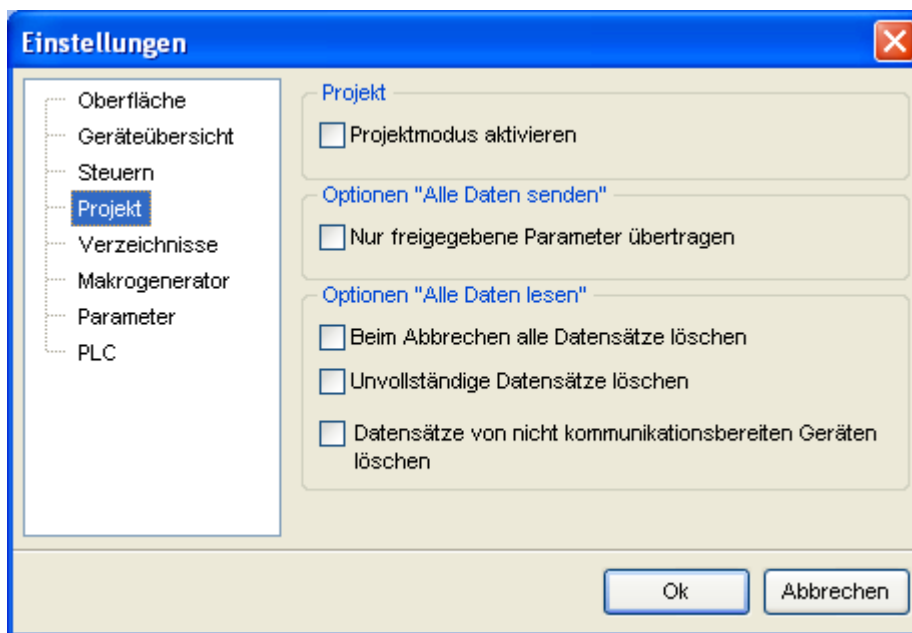 Einstellungen
Oberfläche
Geräteübersicht
Steuern
Projekt
Verzeichnisse
Makrogenerator
Parameter
PLC
Projekt
Projektmodus aktivieren
Optionen "Alle Daten senden"
Nur freigegebene Parameter übertragen
Optionen "Alle Daten lesen"
Beim Abbrechen alle Datensätze löschen
Unvollständige Datensätze löschen
Datensätze von nicht kommunikationsbereiten Geräten
löschen
Ok
Abbrechen